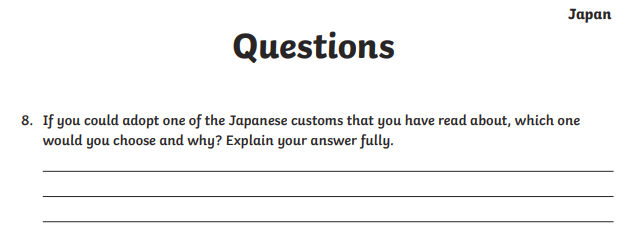 Japan
Questions
8. If you could adopt one of the Japanese customs that you have read about, which one
would you choose and why? Explain your answer fully.